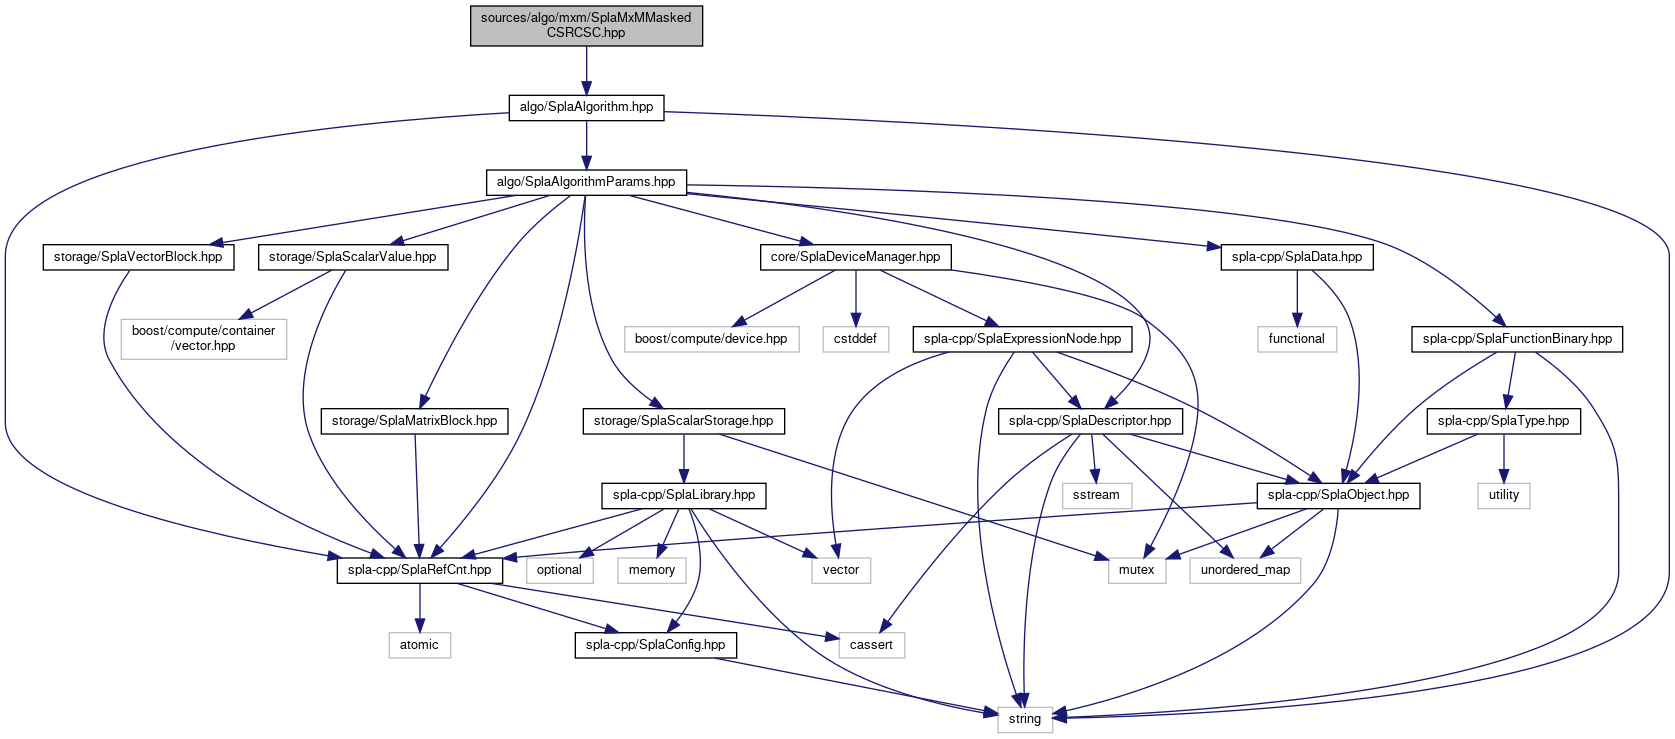 sources/algo/mxm/SplaMxMMasked
CSRCSC.hpp
algo/SplaAlgorithm.hpp
algo/SplaAlgorithmParams.hpp
storage/SplaVectorBlock.hpp
storage/SplaScalarValue.hpp
core/SplaDeviceManager.hpp
spla-cpp/SplaData.hpp
boost/compute/container
/vector.hpp
boost/compute/device.hpp
cstddef
spla-cpp/SplaExpressionNode.hpp
functional
spla-cpp/SplaFunctionBinary.hpp
storage/SplaMatrixBlock.hpp
storage/SplaScalarStorage.hpp
spla-cpp/SplaDescriptor.hpp
spla-cpp/SplaType.hpp
spla-cpp/SplaLibrary.hpp
sstream
spla-cpp/SplaObject.hpp
utility
spla-cpp/SplaRefCnt.hpp
optional
memory
vector
mutex
unordered_map
atomic
spla-cpp/SplaConfig.hpp
cassert
string